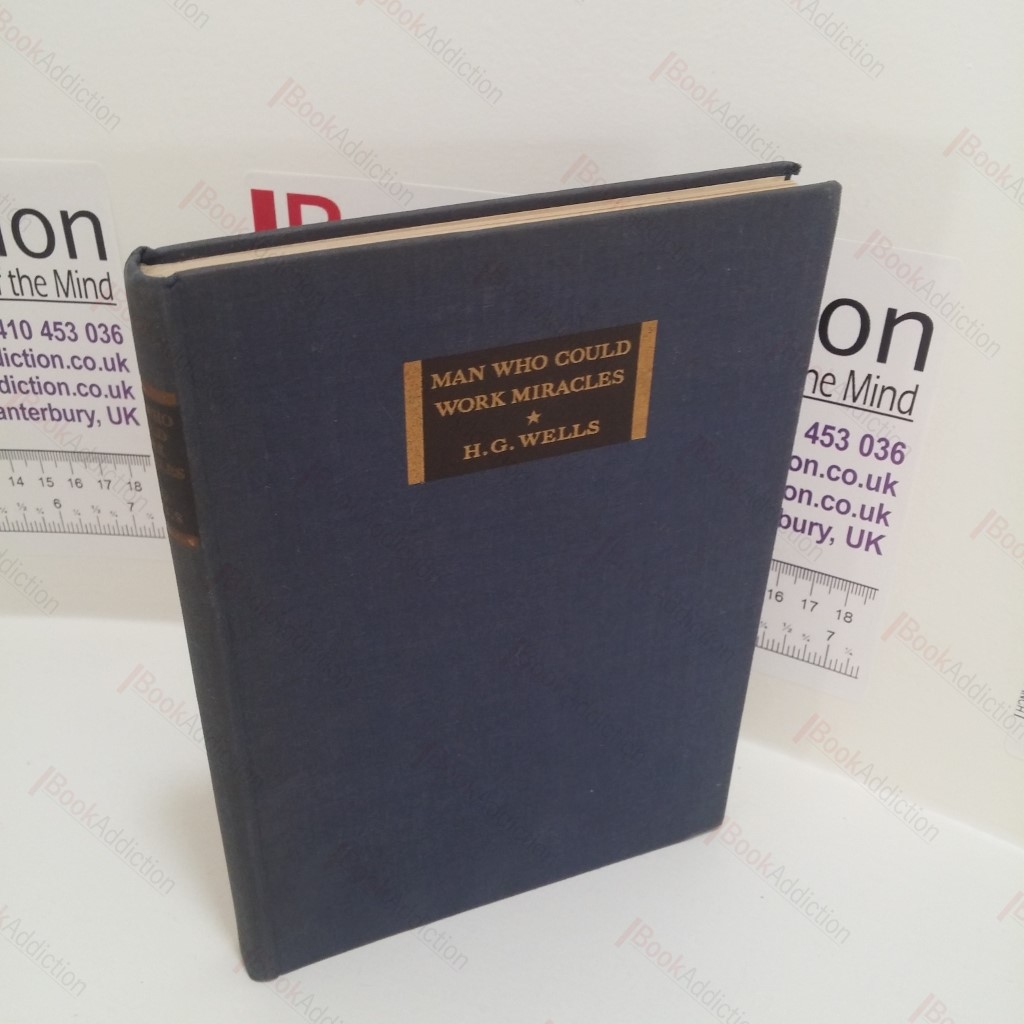 MAN WHO COULD
WORK MIRACLES
★
H.G. WELLS
ion
f the Mind
410 453 036
diction.co.uk
diction.co.uk
anterbury, UK
14 15 16 17 18
6 7
on
he Mind
453 036
on.co.uk
on.co.uk
bury, UK
16 17 18
7
BookAddiction